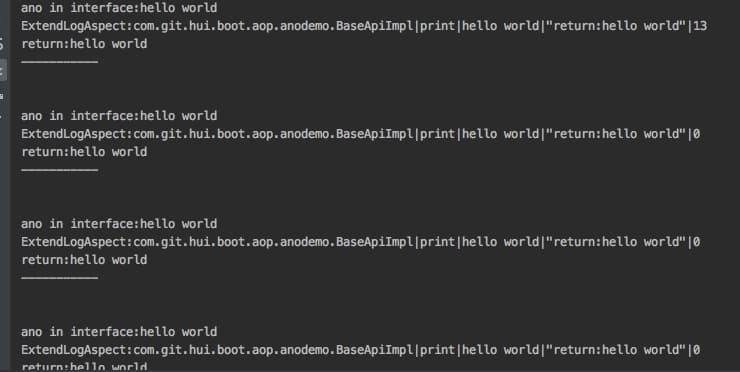 ano in interface:hello world
ExtendLogAspect:com.git.hui.boot.aop.anodemo.BaseApiImpl|print|hello world|"return:hello world"|13
return:hello world
———————————
ano in interface:hello world
ExtendLogAspect:com.git.hui.boot.aop.anodemo.BaseApiImpl|print|hello world|"return:hello world"|0
return:hello world
———————————
ano in interface:hello world
ExtendLogAspect:com.git.hui.boot.aop.anodemo.BaseApiImpl|print|hello world|"return:hello world"|0
return:hello world
———————————
ano in interface:hello world
ExtendLogAspect:com.git.hui.boot.aop.anodemo.BaseApiImpl|print|hello world|"return:hello world"|0
return:hello world